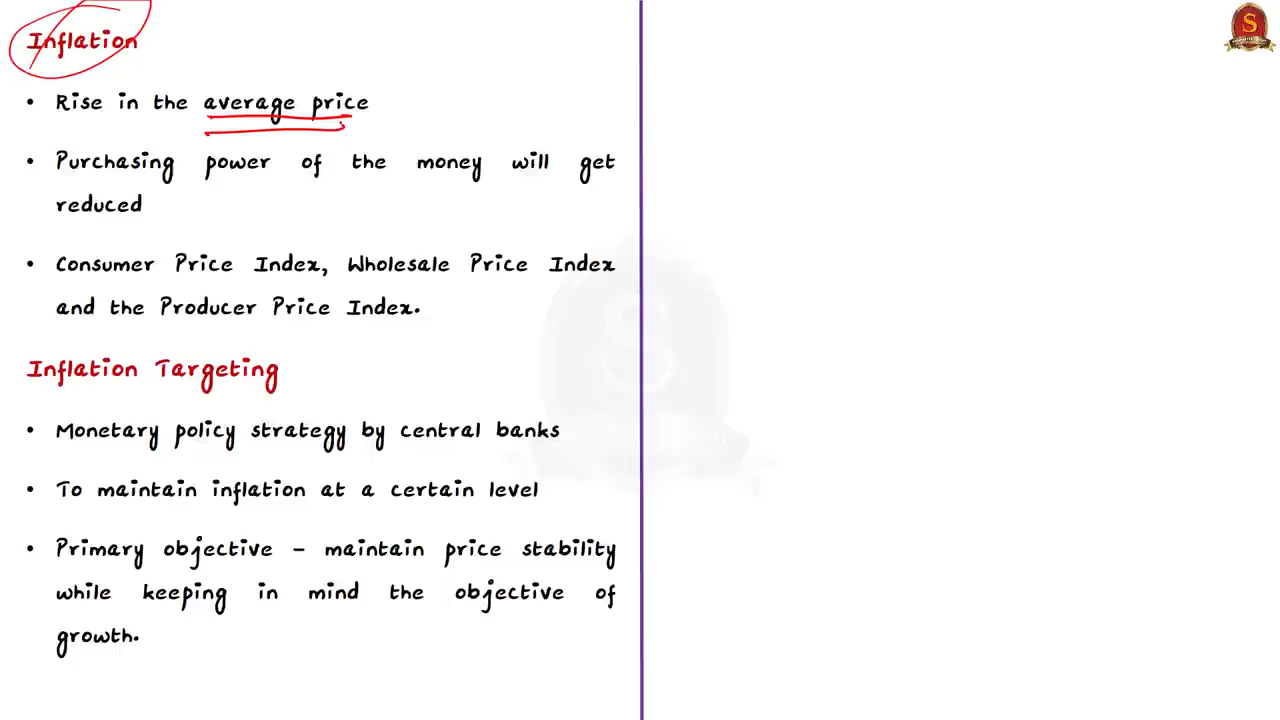 Inflation
• Rise in the average price
• Purchasing power of the money will get
reduced
• Consumer Price Index, Wholesale Price Index
and the Producer Price Index.
Inflation Targeting
• Monetary policy strategy by central banks
• To maintain inflation at a certain level
• Primary objective – maintain price stability
while keeping in mind the objective of
growth.
S